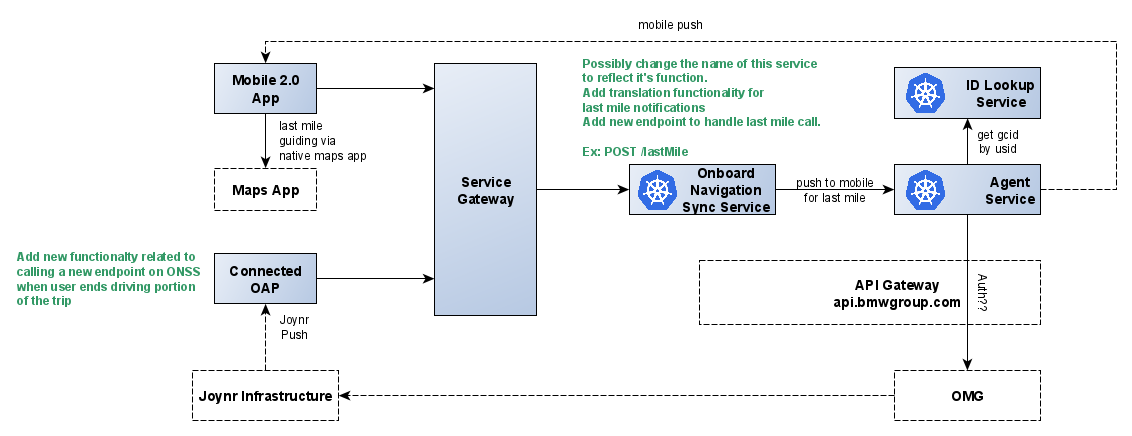 mobile push
Mobile 2.0
App
last mile
guiding via
native maps app
Maps App
Service
Gateway
Possibly change the name of this service
to reflect it's function.
Add translation functionality for
last mile notifications
Add new endpoint to handle last mile call.
Ex: POST /lastMile
Onboard
Navigation
Sync Service
push to mobile
for last mile
ID Lookup
Service
get gcid
by usid
Agent
Service
Add new functionalty related to
calling a new endpoint on ONSS
when user ends driving portion
of the trip
Connected
OAP
Joynr
Push
API Gateway
api.bmwgroup.com
Auth??
Joynr Infrastructure
OMG